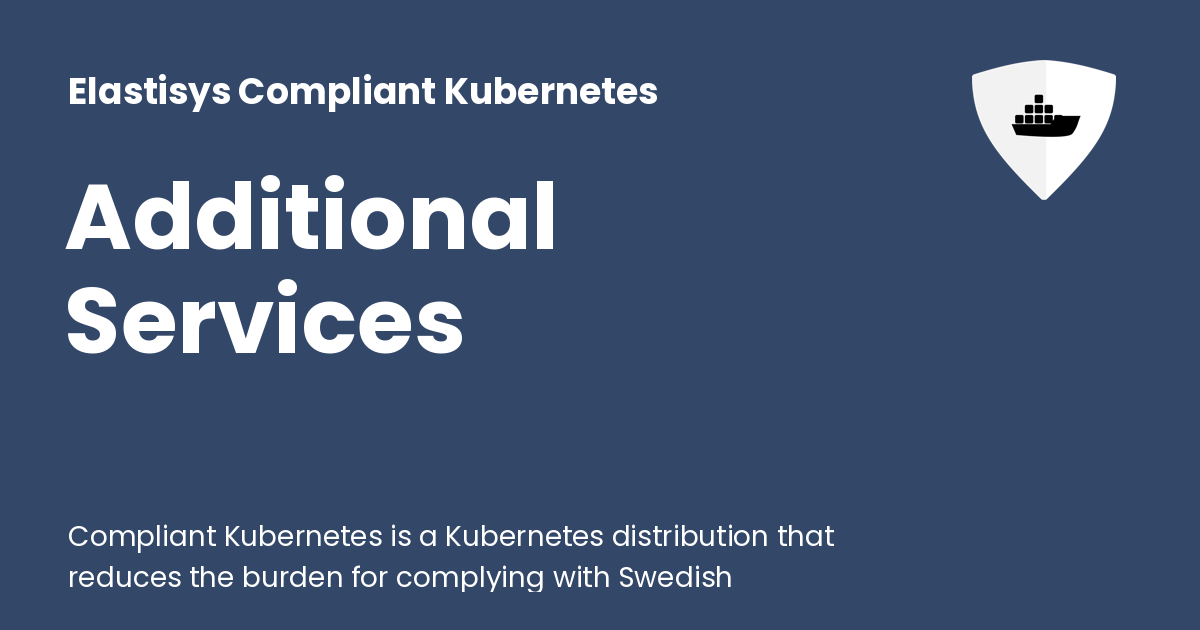 Elastisys Compliant Kubernetes
Additional
Services
Compliant Kubernetes is a Kubernetes distribution that
reduces the burden for complying with Swedish